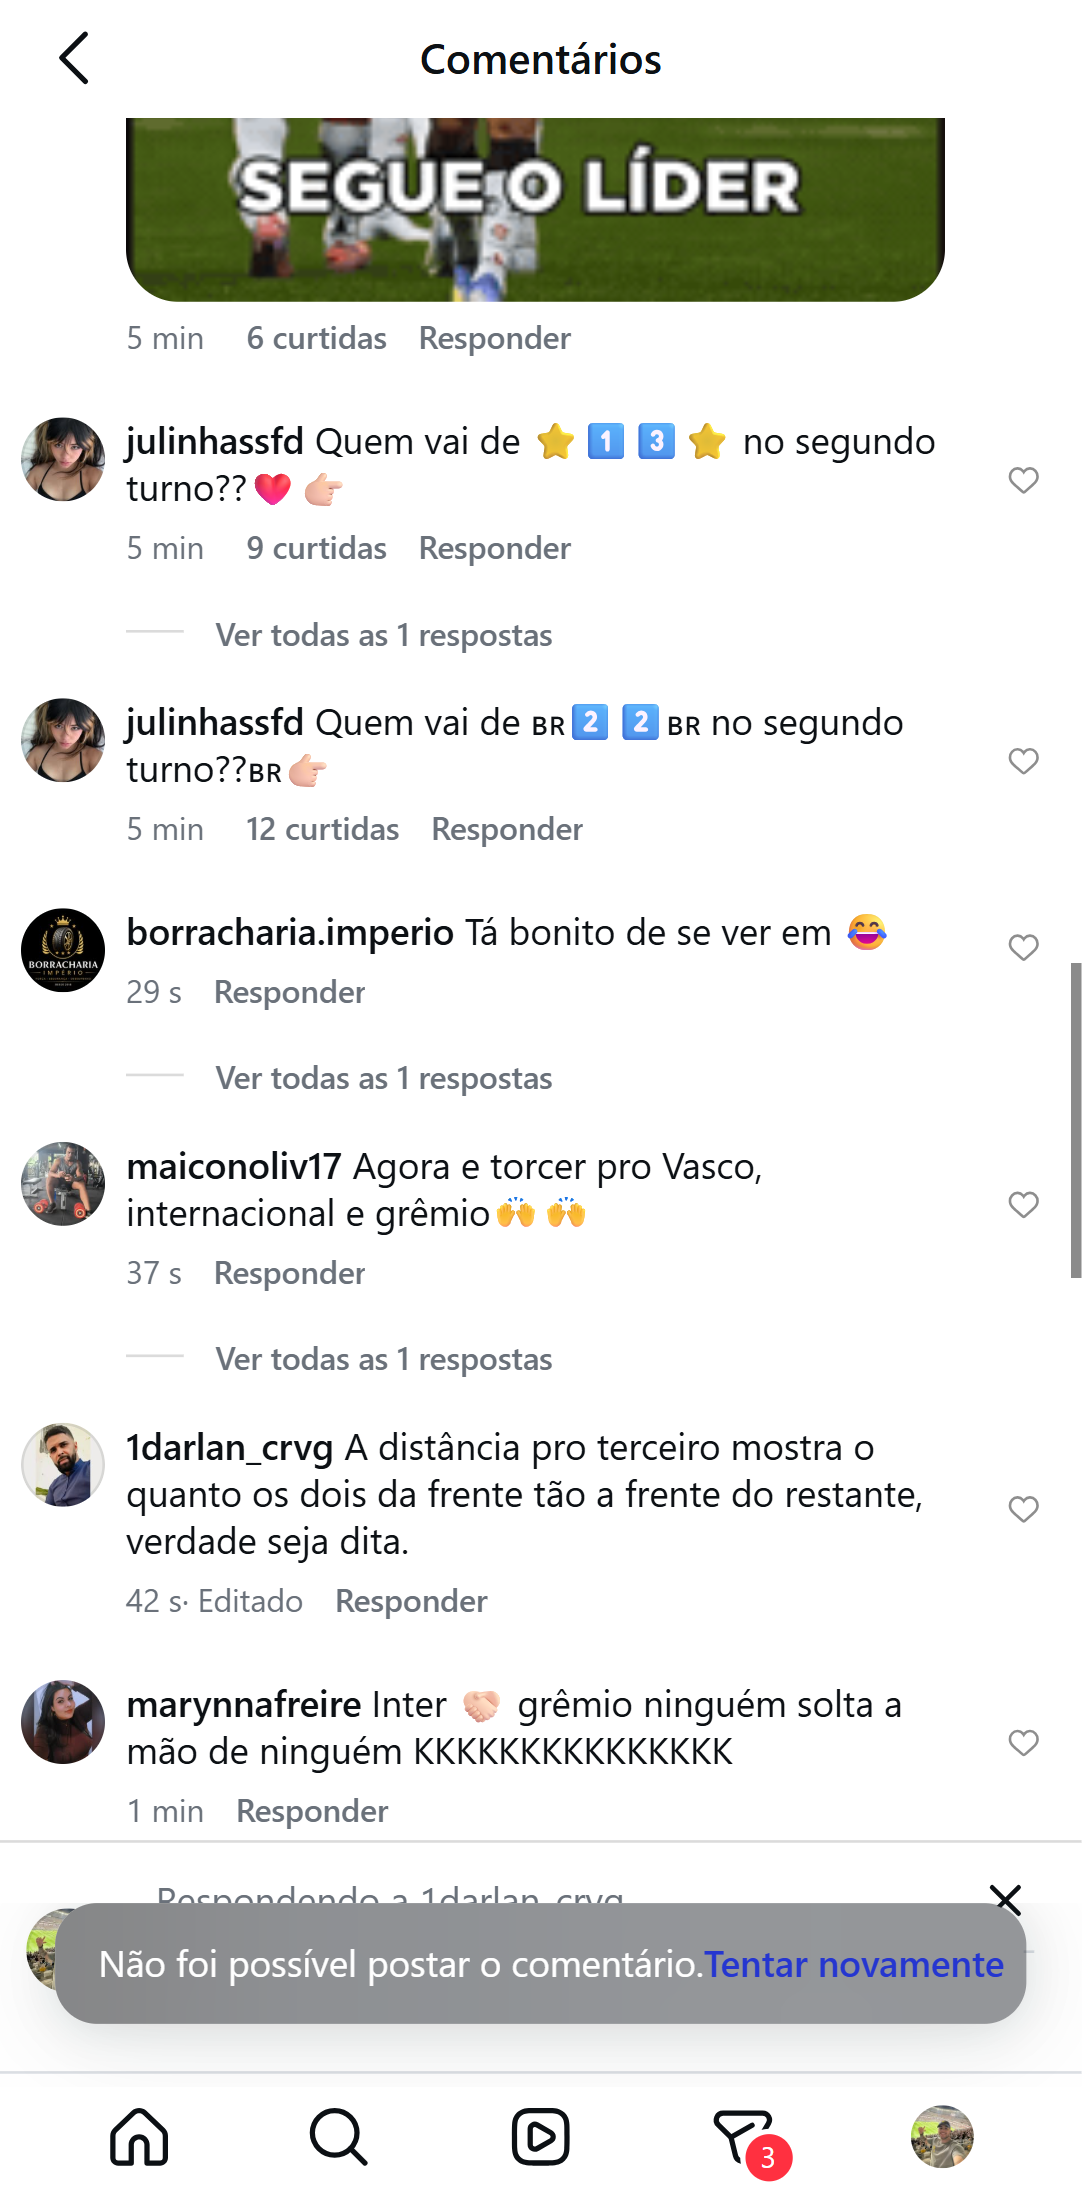 Comentários
SEGUE O LÍDER
5 min 6 curtidas Responder
julinhassfd Quem vai de ⭐ 1️⃣ 3️⃣ ⭐ no segundo
turno??❤️ 👉🏻
5 min 9 curtidas Responder
Ver todas as 1 respostas
julinhassfd Quem vai de 🇧🇷2️⃣ 2️⃣🇧🇷 no segundo
turno??🇧🇷👉🏻
5 min 12 curtidas Responder
borracharia.imperio Tá bonito de se ver em 😂
BORRACHARIA
IMPÉRIO
29 s Responder
Ver todas as 1 respostas
maiconoliv17 Agora e torcer pro Vasco,
internacional e grêmio🙌 🙌
37 s Responder
Ver todas as 1 respostas
1darlan_crvg A distância pro terceiro mostra o
quanto os dois da frente tão a frente do restante,
verdade seja dita.
42 s· Editado Responder
marynnafreire Inter 🤝🏻 grêmio ninguém solta a
mão de ninguém KKKKKKKKKKKKKKK
1 min Responder
Respondendo a 1darlan_crvg
Não foi possível postar o comentário.Tentar novamente
3